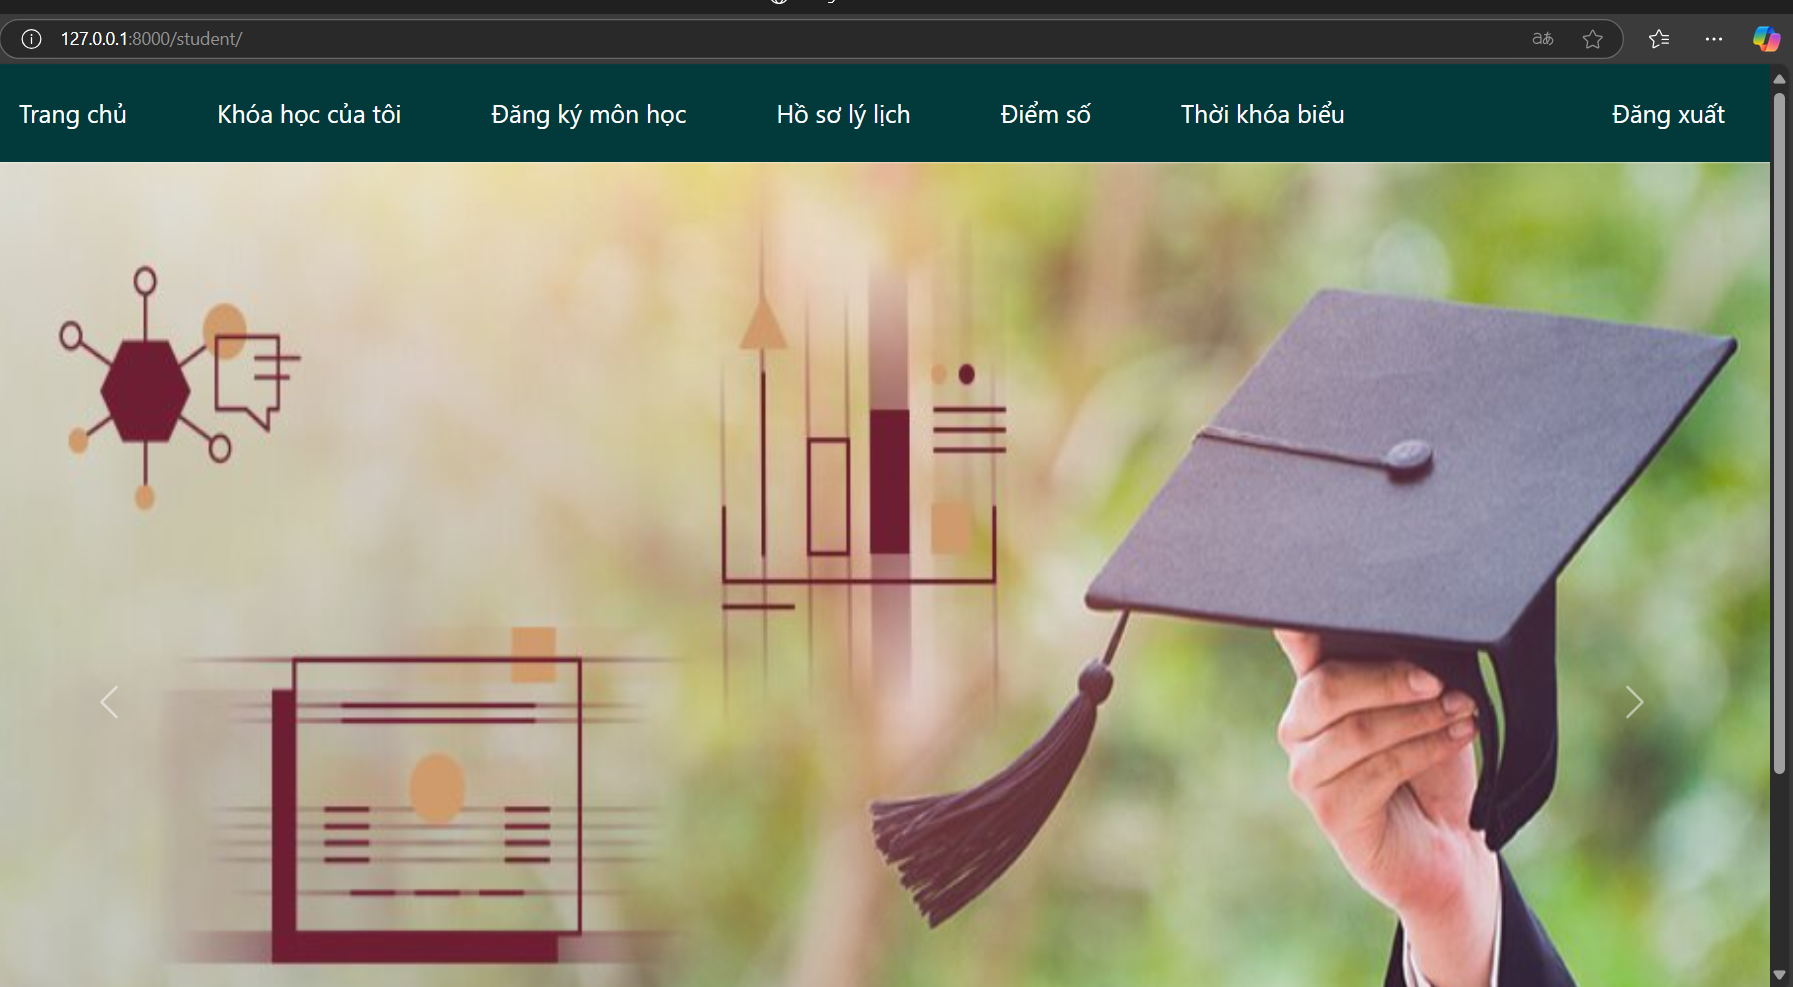 127.0.0.1:8000/student/
Trang chủ Khóa học của tôi Đăng ký môn học Hồ sơ lý lịch Điểm số Thời khóa biểu Đăng xuất